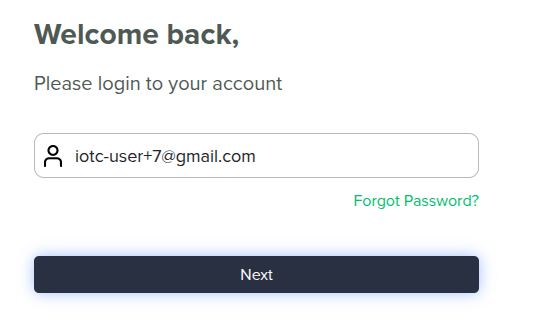 Welcome back,
Please login to your account
iotc-user+7@gmail.com
Forgot Password?
Next